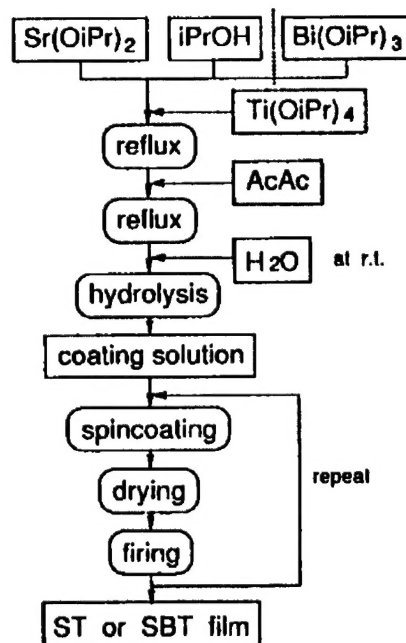 Sr(OiPr)2 iPrOH Bi(OiPr)3
Ti(OiPr)4
reflux
AcAc
reflux
H2O at r.t.
hydrolysis
coating solution
spincoating
repeat
drying
firing
ST or SBT film